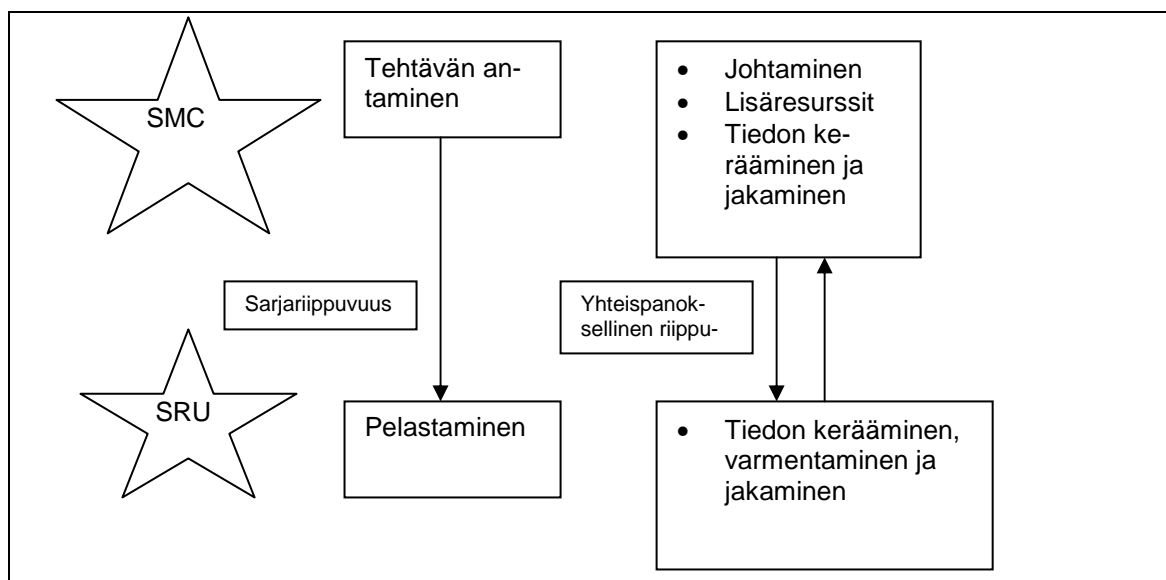 SMC
Tehtävän an-
taminen
• Johtaminen
• Lisäresurssit
• Tiedon ke-
rääminen ja
jakaminen
Sarjariippuvuus
Yhteispanok-
sellinen riippu-
SRU
Pelastaminen
• Tiedon kerääminen,
varmentaminen ja
jakaminen